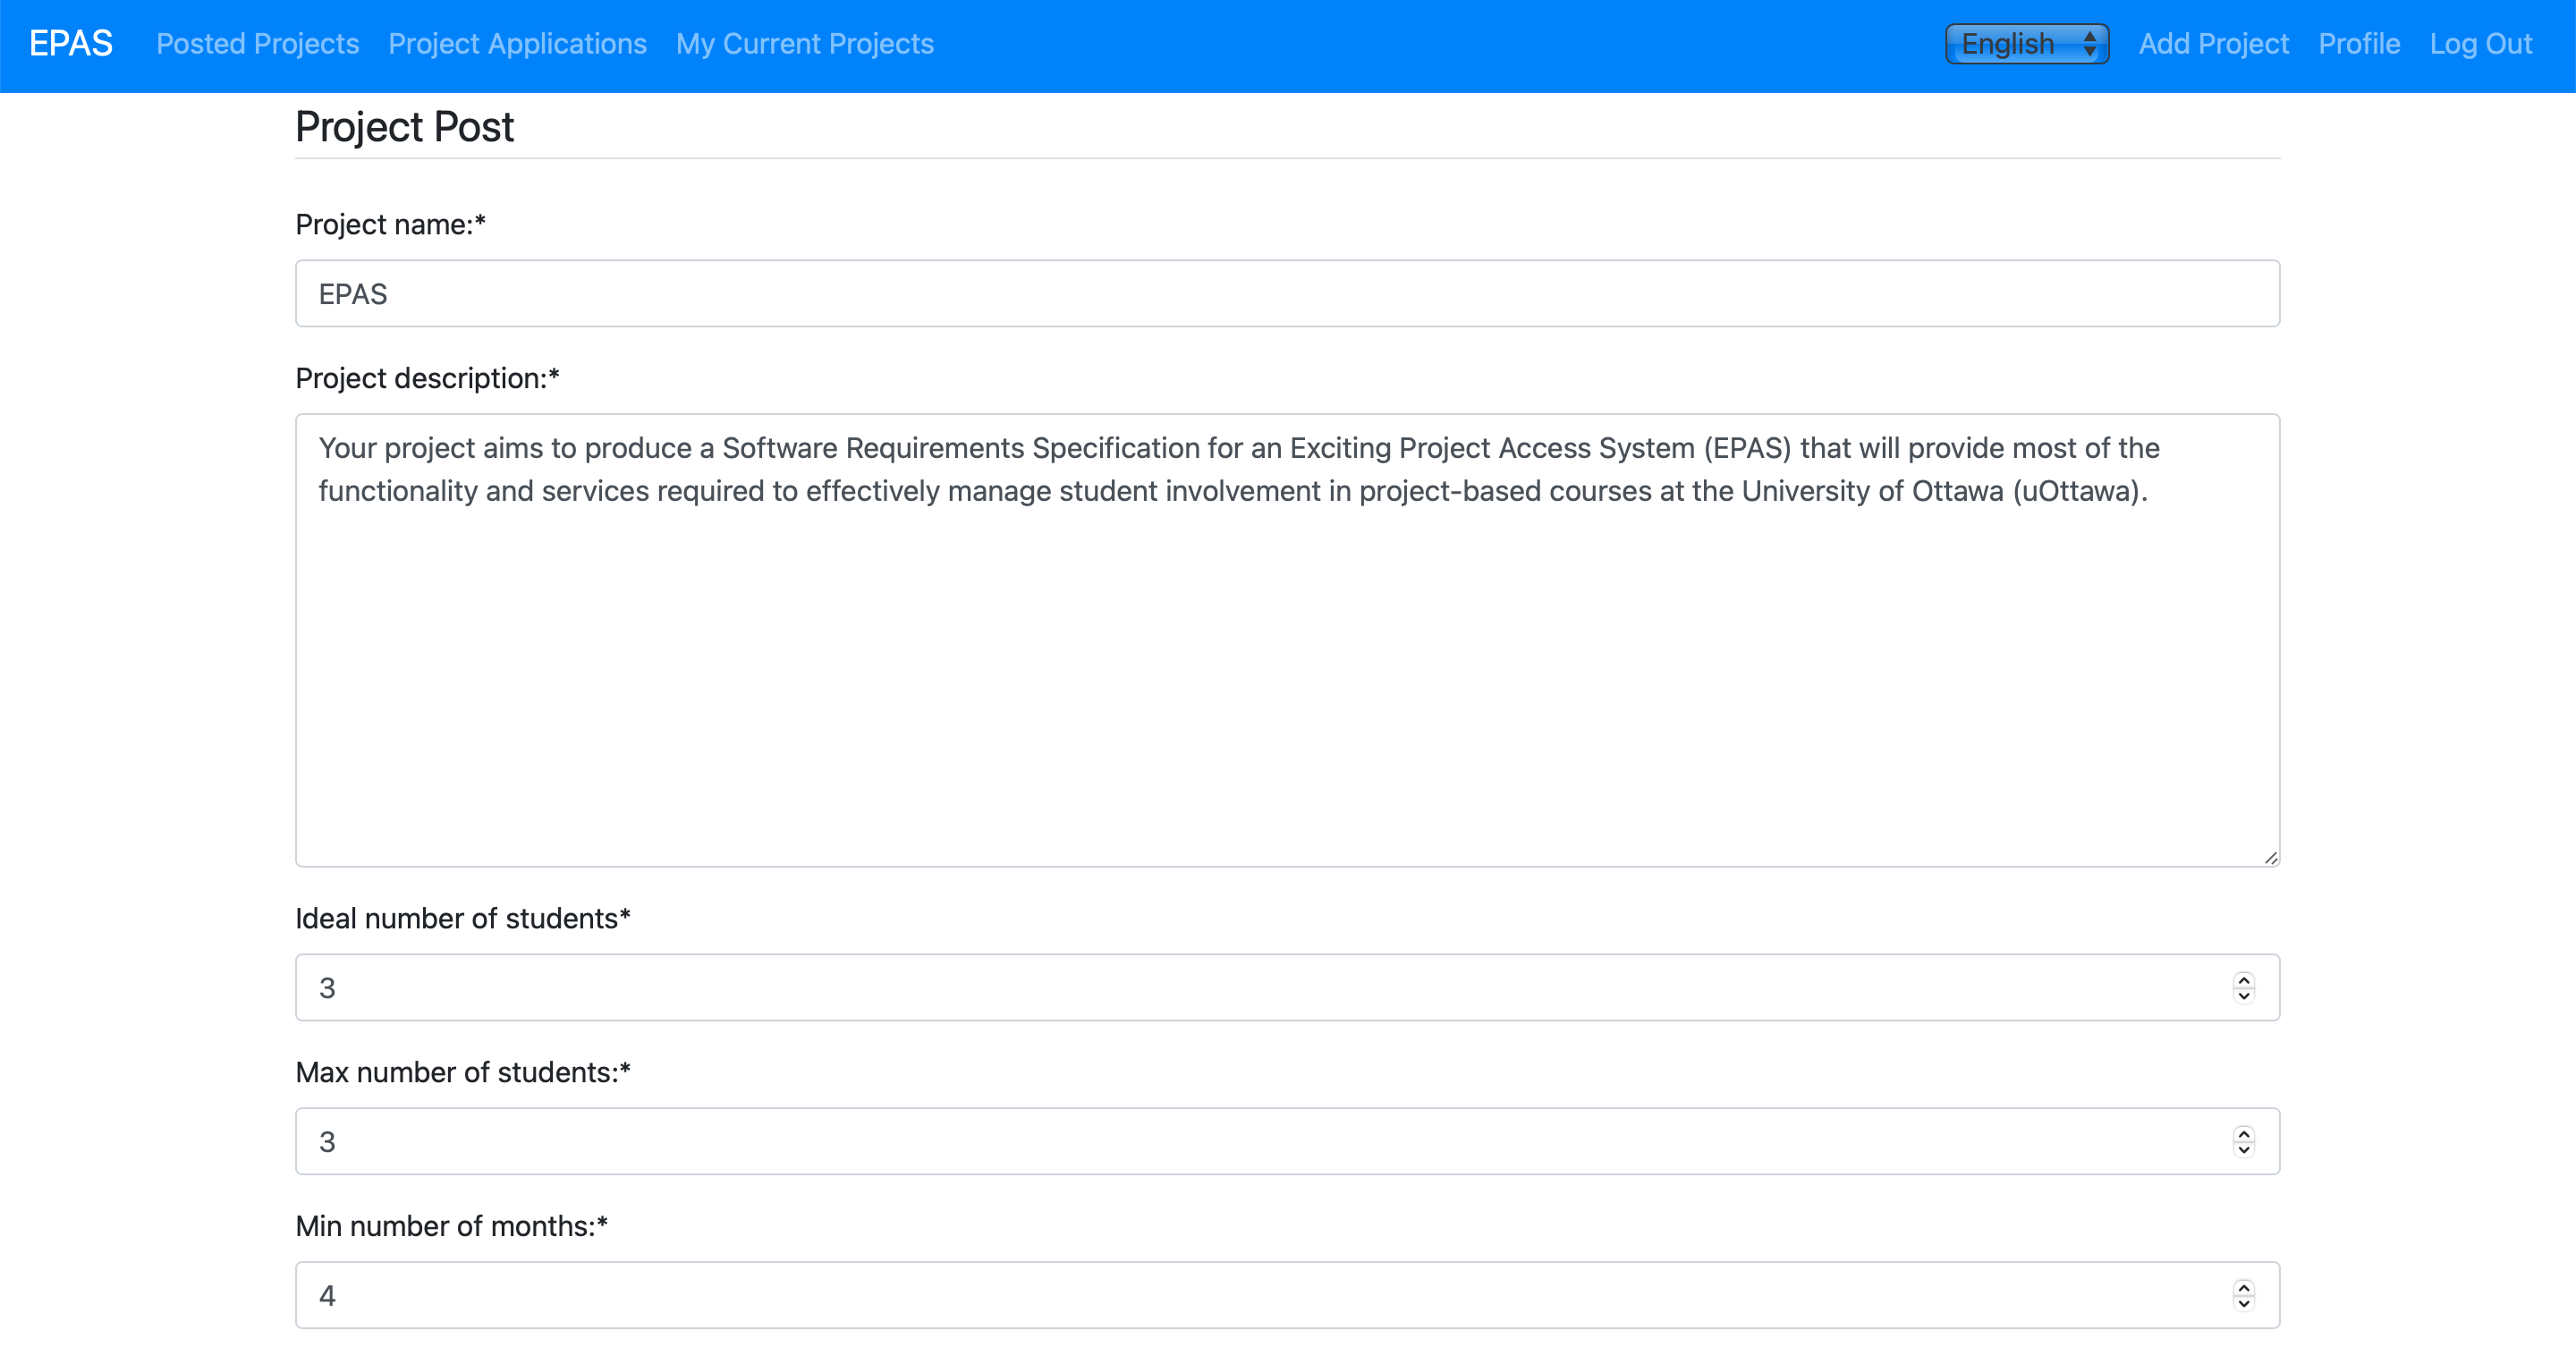 EPAS Posted Projects Project Applications My Current Projects English Add Project Profile Log Out
Project Post
Project name:*
EPAS
Project description:*
Your project aims to produce a Software Requirements Specification for an Exciting Project Access System (EPAS) that will provide most of the
functionality and services required to effectively manage student involvement in project-based courses at the University of Ottawa (uOttawa).
Ideal number of students*
3
Max number of students:*
3
Min number of months:*
4